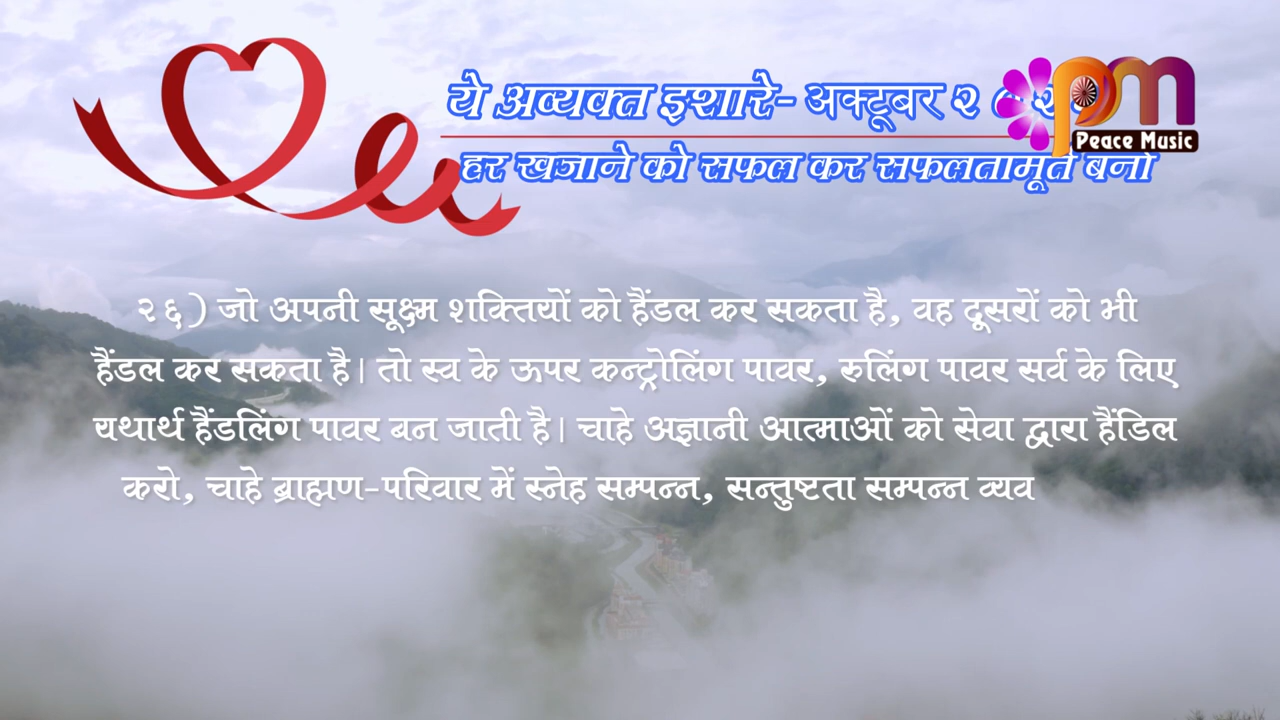 ये अव्यक्त इशारे- अक्टूबर २
pm
Peace Music
हर खजाने को सफल कर सफलतामूर्त बनो
२६) जो अपनी सूक्ष्म शक्तियों को हैंडल कर सकता है, वह दूसरों को भी
हैंडल कर सकता है। तो स्व के ऊपर कन्ट्रोलिंग पावर, रुलिंग पावर सर्व के लिए
यथार्थ हैंडलिंग पावर बन जाती है। चाहे अज्ञानी आत्माओं को सेवा द्वारा हैंडिल
करो, चाहे ब्राह्मण-परिवार में स्नेह सम्पन्न, सन्तुष्टता सम्पन्न व्यव